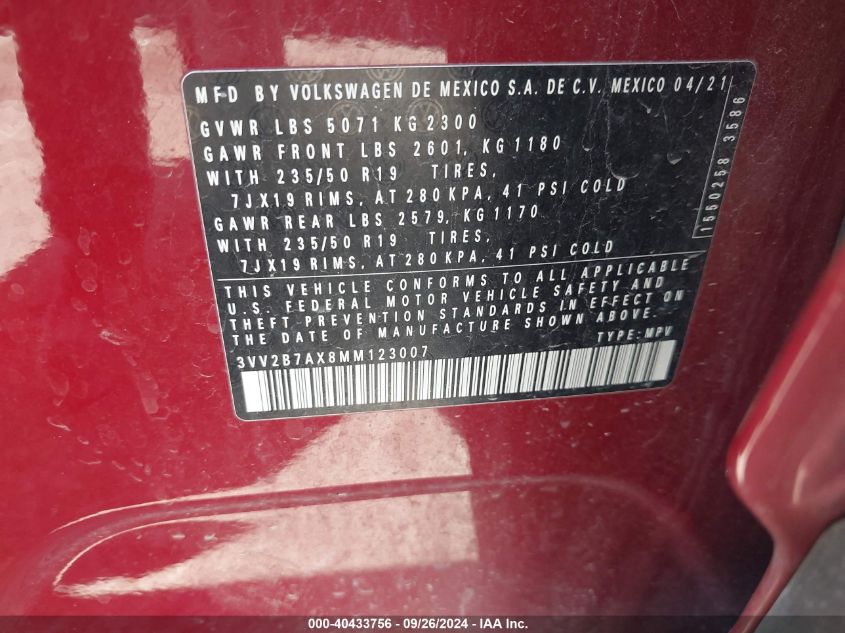 MFD BY VOLKSWAGEN DE MEXICO S.A. DE C.V. MEXICO 04/21
GVWR LBS 5071 KG 2300
GAWR FRONT LBS 2601, KG 1180
WITH 235/50 R19 TIRES,
7JX19 RIMS, AT 280 KPA, 41 PSI COLD
GAWR REAR LBS 2579, KG 1170
WITH 235/50 R19 TIRES,
7JX19 RIMS, AT 280 KPA, 41 PSI COLD
THIS VEHICLE CONFORMS TO ALL APPLICABLE
U.S. FEDERAL MOTOR VEHICLE SAFETY AND
THEFT PREVENTION STANDARDS IN EFFECT ON
THE DATE OF MANUFACTURE SHOWN ABOVE.
3VV2B7AX8MM123007 TYPE: MPV
1550258 3586
000-40433756 - 09/26/2024 - IAA Inc.